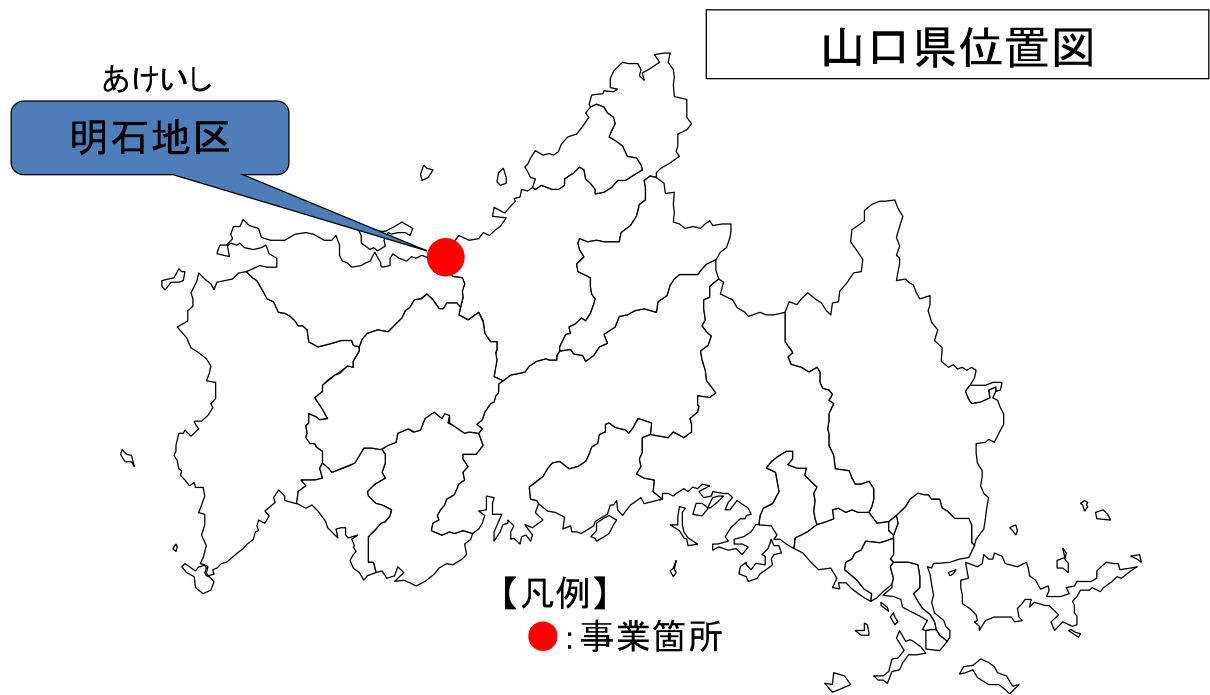 山口県位置図
あけいし
明石地区
【凡例】
：事業箇所